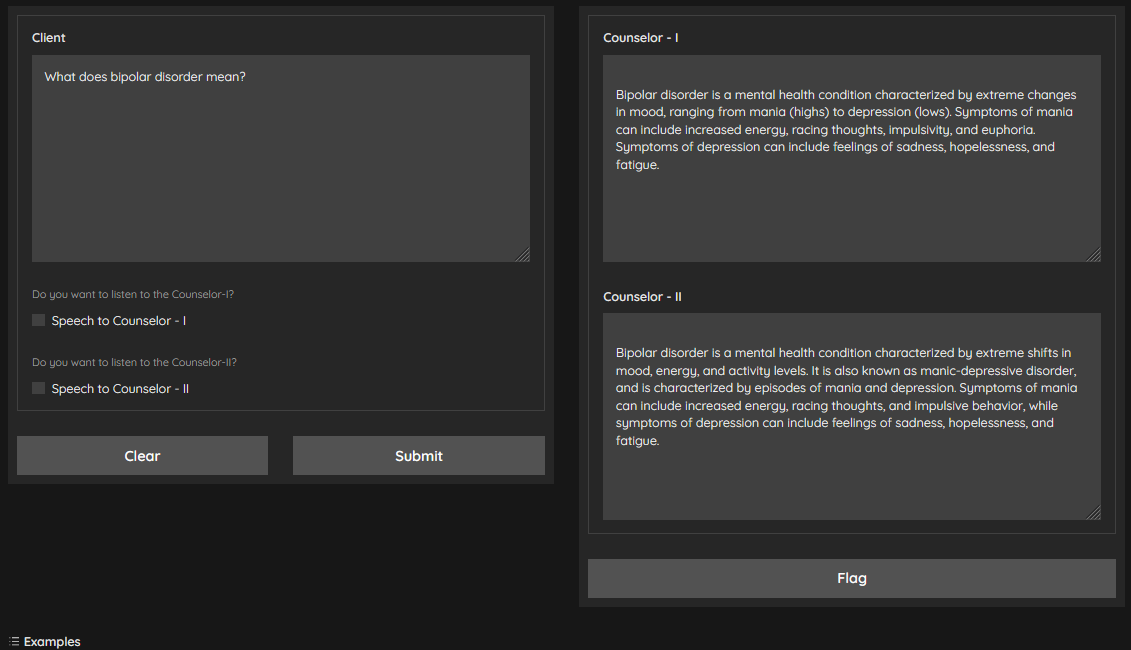 Client
What does bipolar disorder mean?
Do you want to listen to the Counselor-I?
Speech to Counselor - I
Do you want to listen to the Counselor-II?
Speech to Counselor - II
Clear
Submit
Counselor - I
Bipolar disorder is a mental health condition characterized by extreme changes
in mood, ranging from mania (highs) to depression (lows). Symptoms of mania
can include increased energy, racing thoughts, impulsivity, and euphoria.
Symptoms of depression can include feelings of sadness, hopelessness, and
fatigue.
Counselor - II
Bipolar disorder is a mental health condition characterized by extreme shifts in
mood, energy, and activity levels. It is also known as manic-depressive disorder,
and is characterized by episodes of mania and depression. Symptoms of mania
can include increased energy, racing thoughts, and impulsive behavior, while
symptoms of depression can include feelings of sadness, hopelessness, and
fatigue.
Flag
Examples